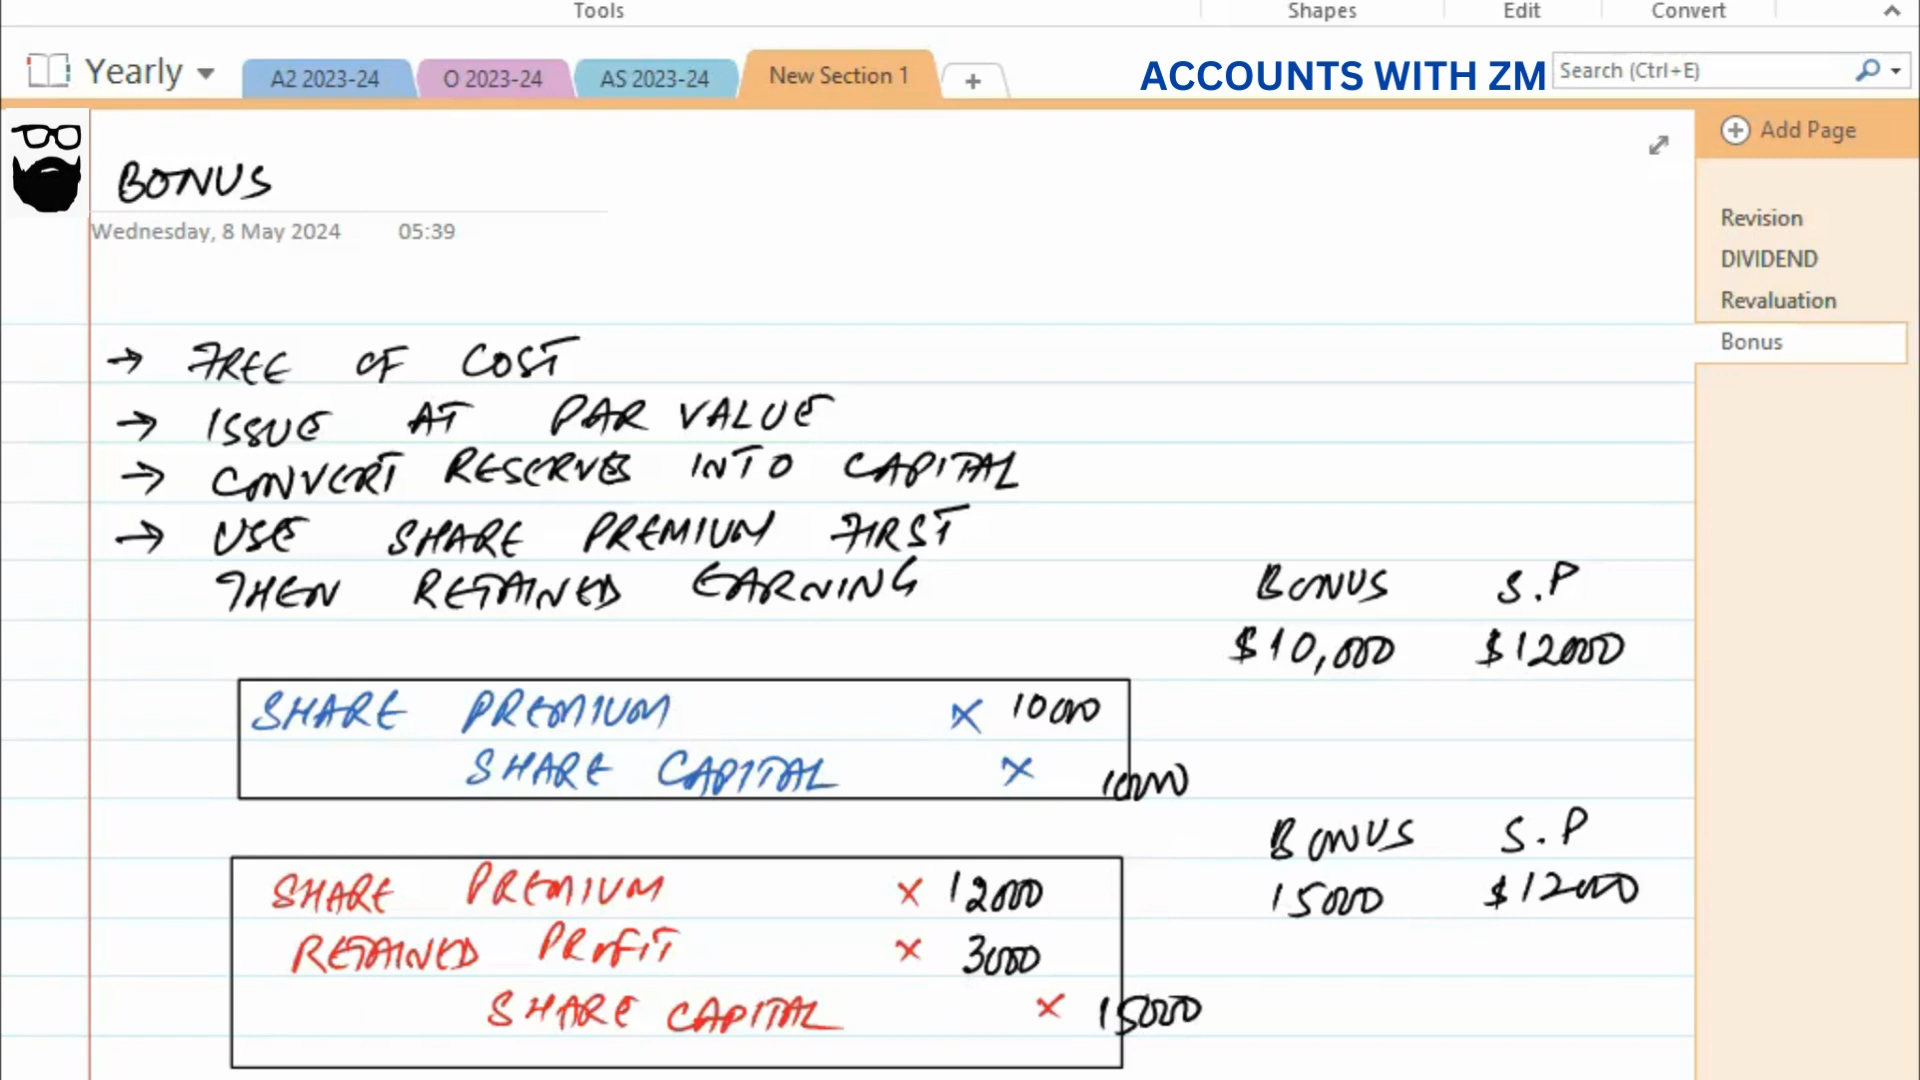 Tools Shapes Edit Convert
Yearly A2 2023-24 O 2023-24 AS 2023-24 New Section 1 + ACCOUNTS WITH ZM Search (Ctrl+E)
Add Page
BONUS
Wednesday, 8 May 2024 05:39
Revision
DIVIDEND
Revaluation
Bonus
→ FREE OF COST
→ ISSUE AT PAR VALUE
→ CONVERT RESERVES INTO CAPITAL
→ USE SHARE PREMIUM FIRST
THEN RETAINED EARNING
BONUS S.P
$10,000 $12000
SHARE PREMIUM x 10000
SHARE CAPITAL x 10000
BONUS S.P
15000 $12000
SHARE PREMIUM x 12000
RETAINED PROFIT x 3000
SHARE CAPITAL x 15000